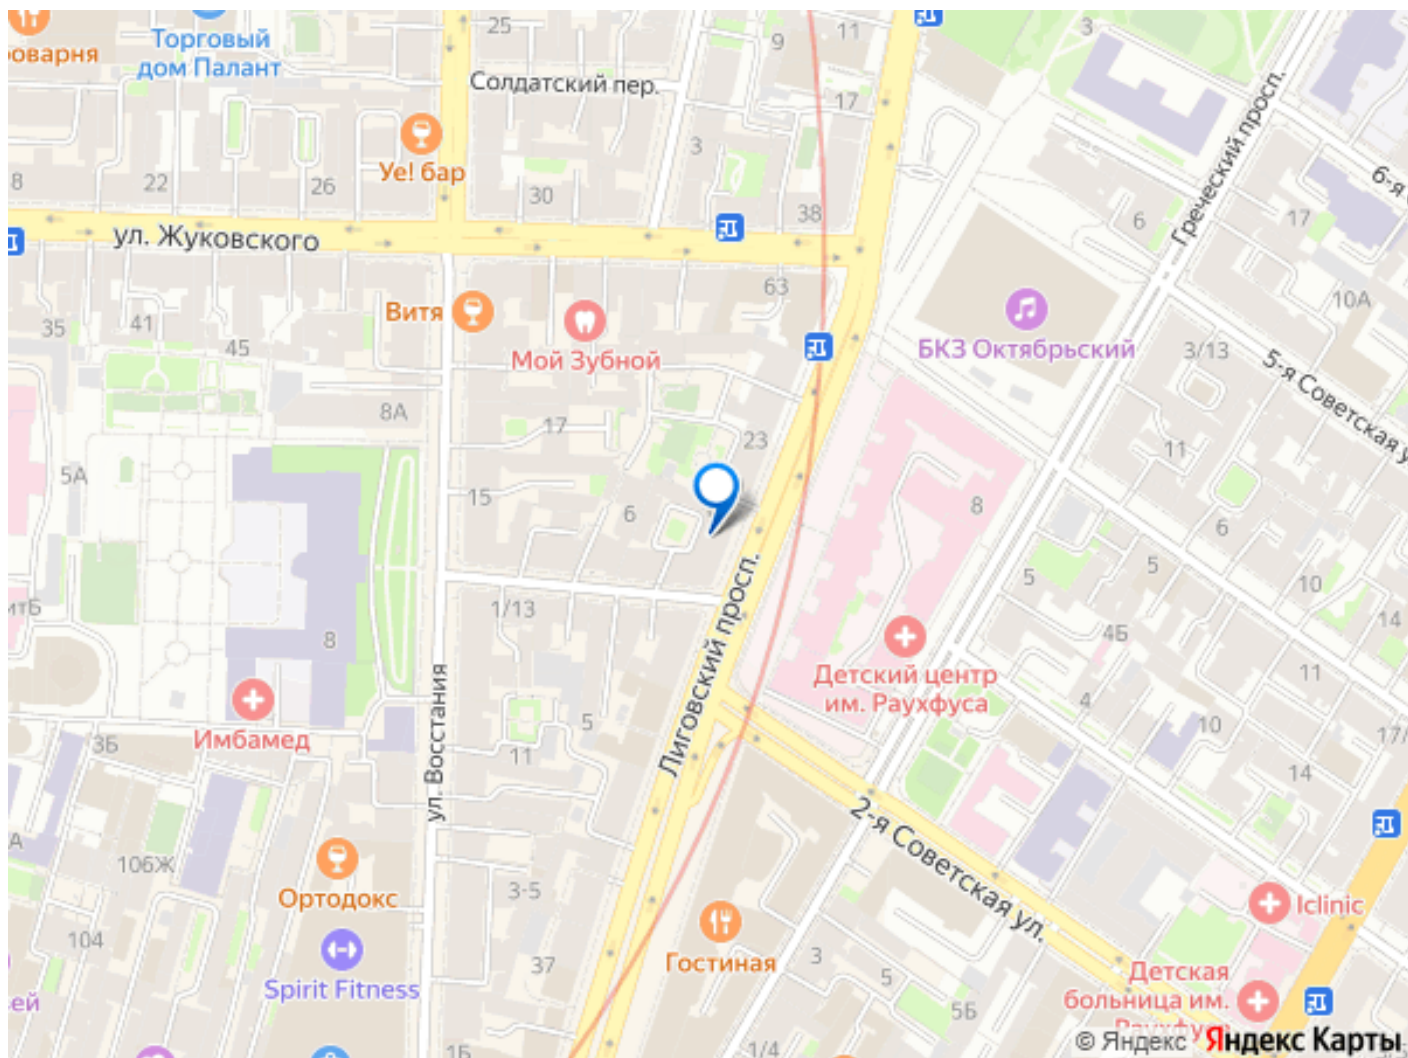 25
9
11
3
Торговый
дом Палант
Солдатский пер.
17
Уе! бар
3
22
26
30
38
8
6
17
Греческий просп.
ул. Жуковского
63
10А
Витя
35
41
45
Мой Зубной
БКЗ Октябрьский
3/13
5-я Советская у
8А
17
23
11
5А
15
6
8
6
5
5
10
14
1/13
4Б
8
Детский центр
им. Раухфуса
11
4
10
Имбамед
3Б
5
11
ул. Восстания
Лиговский просп.
17/
14
2-я Советская ул.
106Ж
Ортодокс
3-5
Iclinic
104
37
Гостиная
3
5
Spirit Fitness
5Б
Детская
больница им.
1Б
1/4
© Яндекс Яндекс Карты